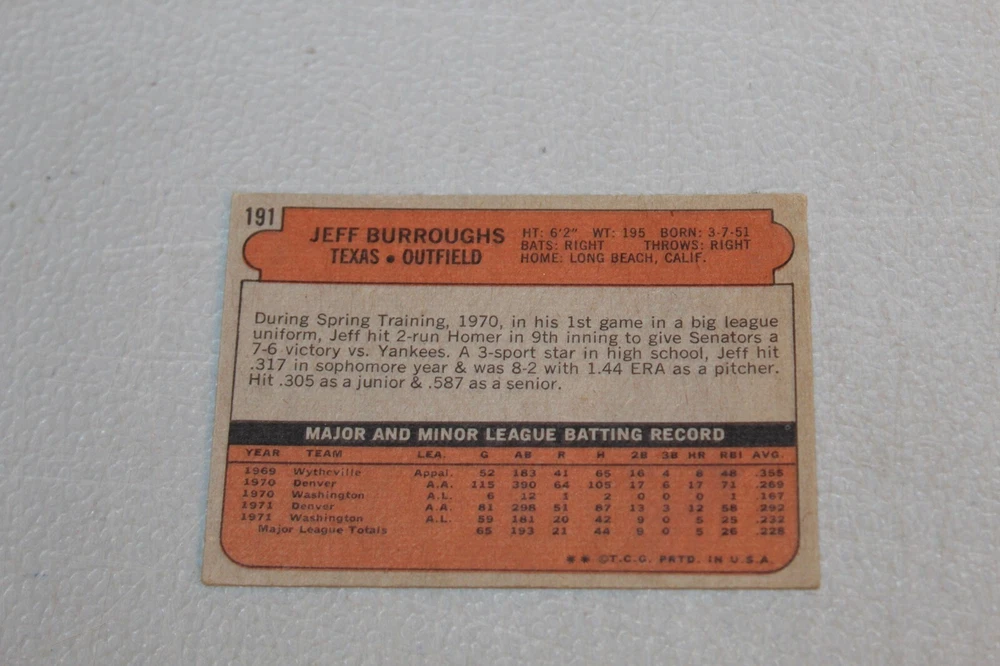 191
JEFF BURROUGHS
TEXAS • OUTFIELD
HT: 6'2" WT: 195 BORN: 3-7-51
BATS: RIGHT THROWS: RIGHT
HOME: LONG BEACH, CALIF.
During Spring Training, 1970, in his 1st game in a big league
uniform, Jeff hit 2-run Homer in 9th inning to give Senators a
7-6 victory vs. Yankees. A 3-sport star in high school, Jeff hit
.317 in sophomore year & was 8-2 with 1.44 ERA as a pitcher.
Hit .305 as a junior & .587 as a senior.
MAJOR AND MINOR LEAGUE BATTING RECORD
YEAR TEAM LEA. G AB R H 2B 3B HR RBI AVG.
1969 Wytheville Appal. 52 183 41 65 16 4 8 48 .355
1970 Denver A.A. 115 390 64 105 17 6 17 71 .269
1970 Washington A.L. 6 12 1 2 0 0 0 1 .167
1971 Denver A.A. 81 298 51 87 13 3 12 58 .292
1971 Washington A.L. 59 181 20 42 9 0 5 25 .232
Major League Totals 65 193 21 44 9 0 5 26 .228
** ©T.C.G. PRTD. IN U.S.A.